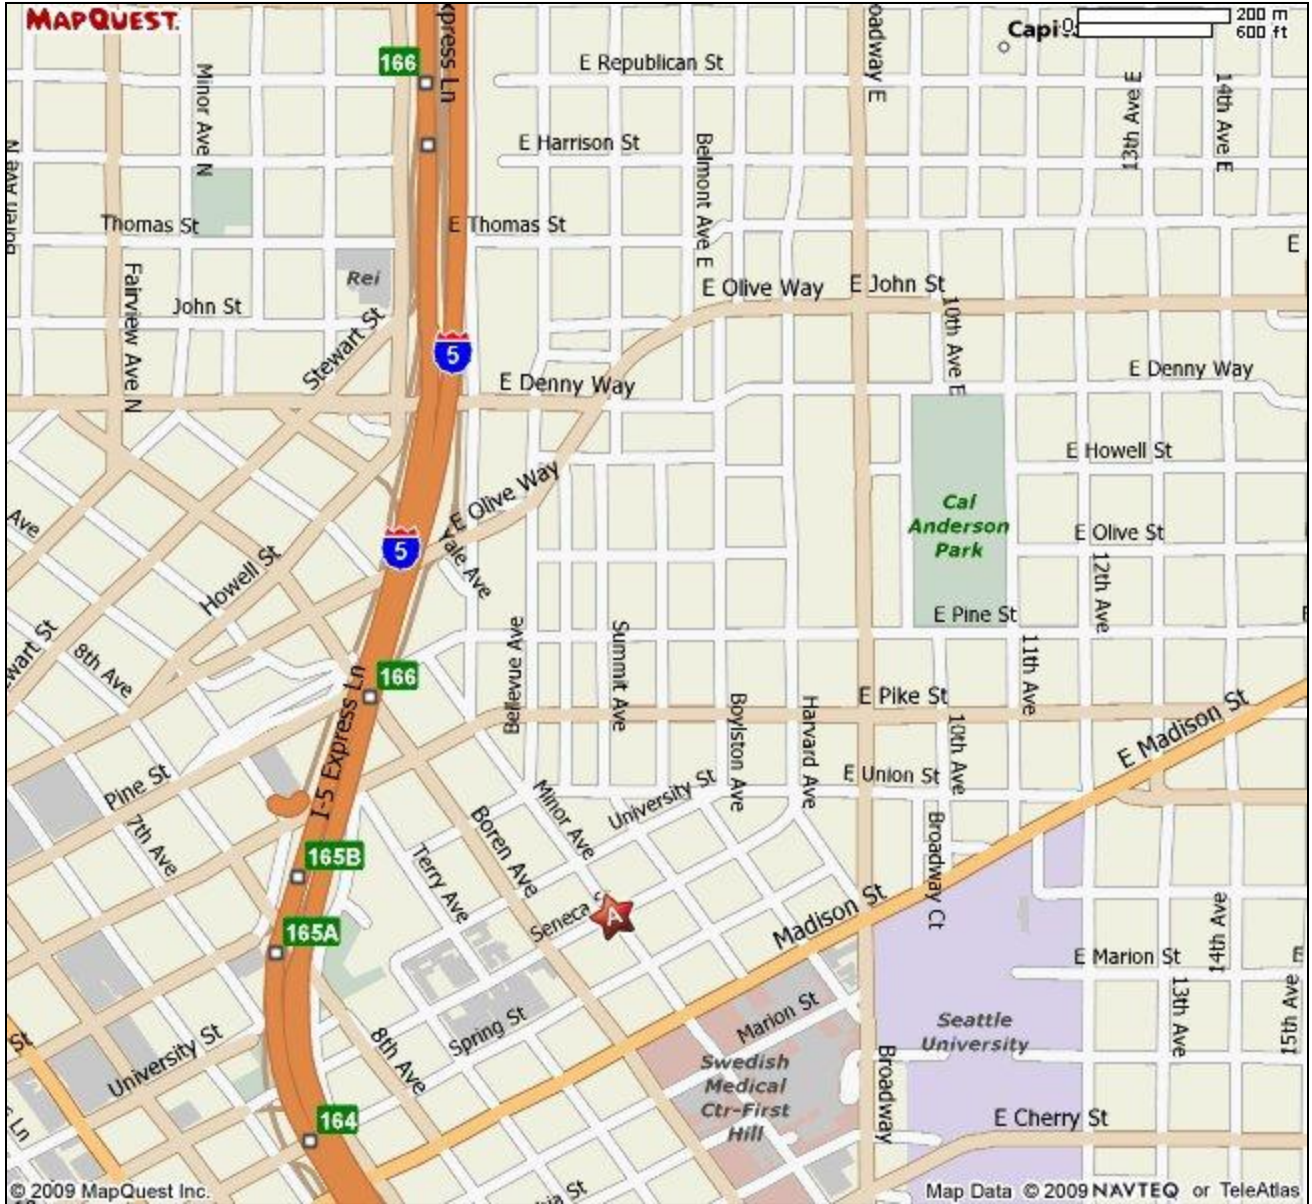 MAPQUEST.
200 m
600 ft
0
166
E Republican St
Minor Ave N
Broadway E
13th Ave E
14th Ave E
E Harrison St
Belmont Ave E
Thomas St
E Thomas St
E
Rei
Fairview Ave N
John St
E Olive Way
E John St
10th Ave E
Stewart St
5
E Denny Way
E Denny Way
E Howell St
E Olive Way
Cal
Anderson
Park
Ave
E Olive St
5
Yale Ave
Howell St
12th Ave
E Pine St
8th Ave
Bellevue Ave
Summit Ave
11th Ave
166
I-5 Express Ln
E Pike St
Boylston Ave
Harvard Ave
10th Ave
E Madison St
Pine St
University St
E Union St
Minor Ave
7th Ave
Boren Ave
Broadway Ct
165B
Terry Ave
Seneca
A
Madison St
14th Ave
165A
E Marion St
13th Ave
15th Ave
Marion St
Spring St
Seattle
University
St
University St
8th Ave
Swedish
Medical
Ctr-First
Hill
Broadway
Ln
164
E Cherry St
St
© 2009 MapQuest Inc.
Map Data © 2009 NAVTEQ or TeleAtlas